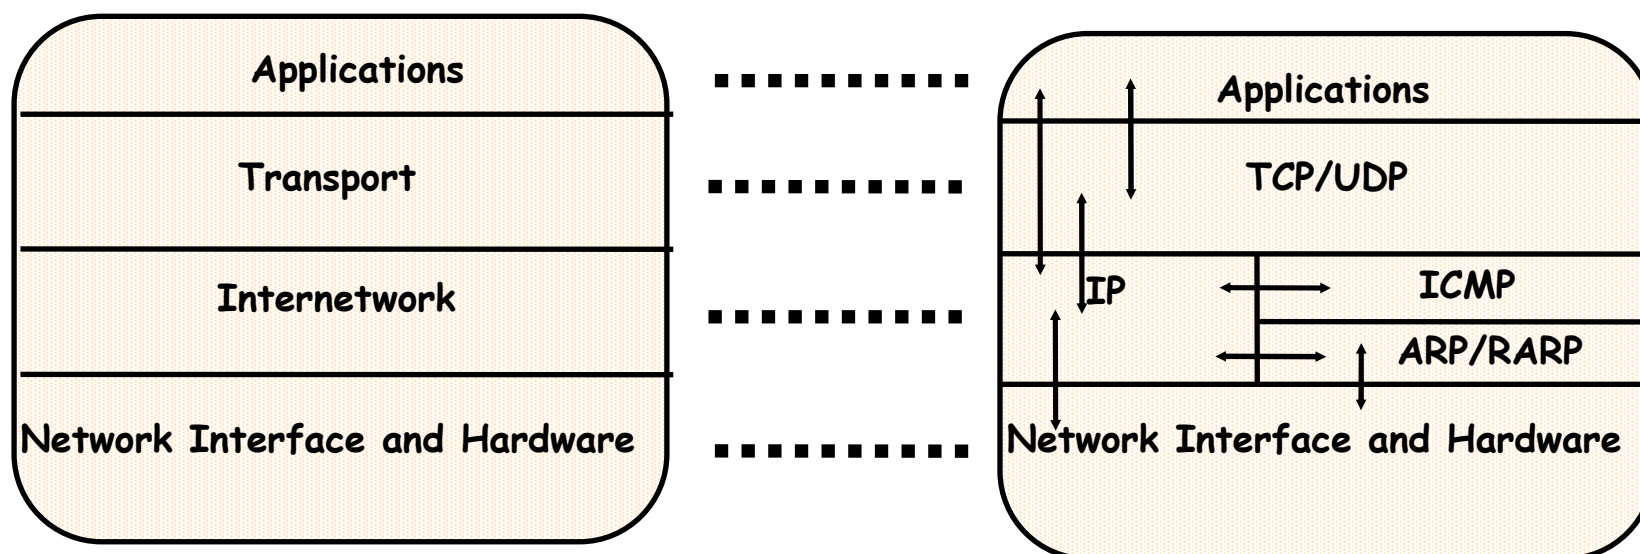 Applications
Transport
Internetwork
Network Interface and Hardware
Applications
TCP/UDP
IP
ICMP
ARP/RARP
Network Interface and Hardware